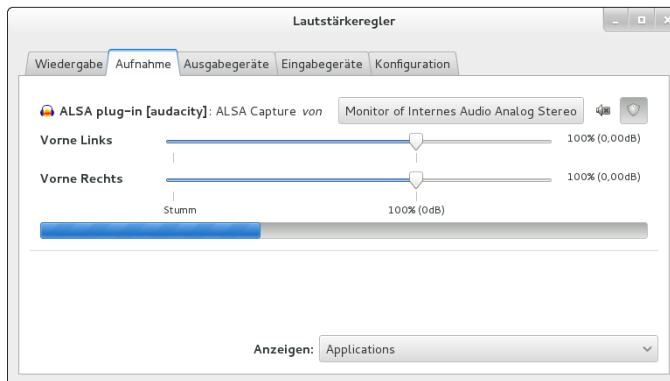 Lautstärkeregler
Wiedergabe Aufnahme Ausgabegeräte Eingabegeräte Konfiguration
ALSA plug-in [audacity]: ALSA Capture von Monitor of Internes Audio Analog Stereo
Vorne Links 100% (0,00dB)
Vorne Rechts 100% (0,00dB)
Stumm 100% (0dB)
Anzeigen: Applications